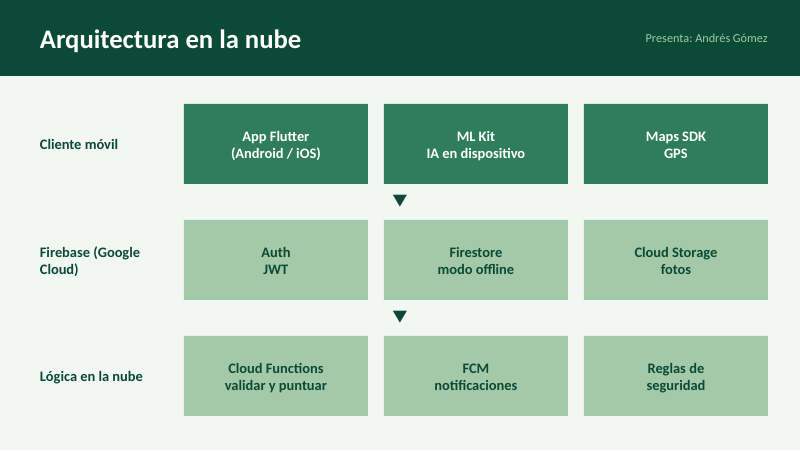 Arquitectura en la nube
Presenta: Andrés Gómez
Cliente móvil
App Flutter
(Android / iOS)
ML Kit
IA en dispositivo
Maps SDK
GPS
Firebase (Google
Cloud)
Auth
JWT
Firestore
modo offline
Cloud Storage
fotos
Lógica en la nube
Cloud Functions
validar y puntuar
FCM
notificaciones
Reglas de
seguridad